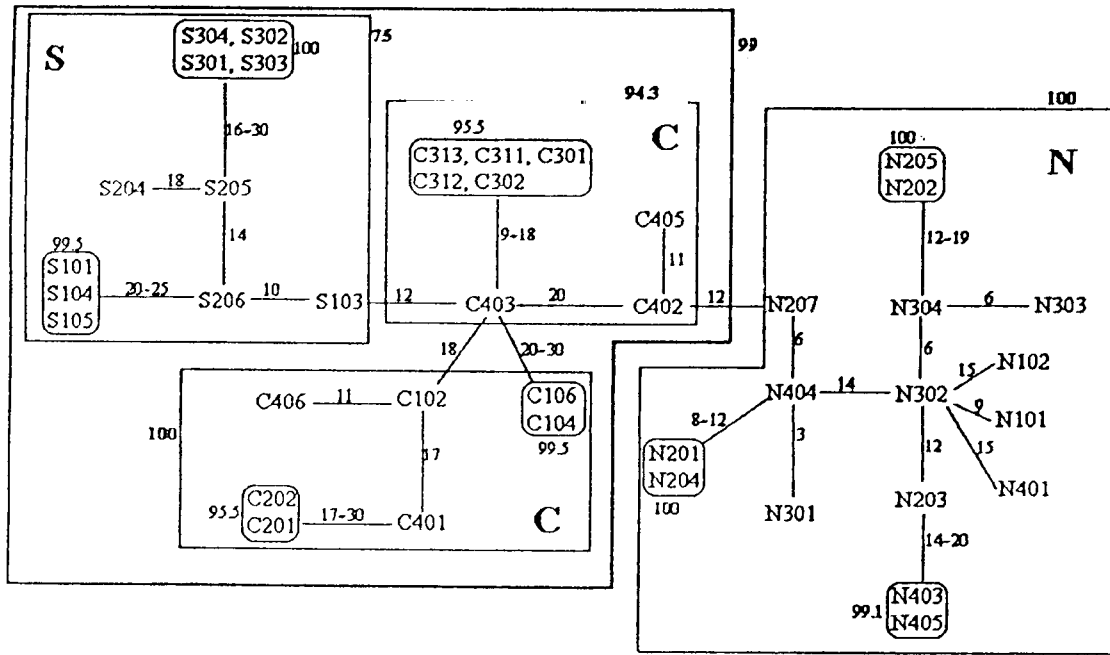 S
S304, S302
S301, S303
100
75
99
16-30
S204
18
S205
14
99.5
S101
S104
S105
20-25
S206
10
S103
12
94.3
C
95.5
C313, C311, C301
C312, C302
9-18
C405
11
C403
20
C402
12
18
20-30
C406
11
C102
C106
C104
99.5
100
17
95.5
C202
C201
17-30
C401
C
100
N
100
N205
N202
12-19
N207
N304
6
N303
6
6
N404
14
N302
15
N102
9
N101
15
N401
8-12
3
12
N201
N204
100
N301
N203
14-20
99.1
N403
N405